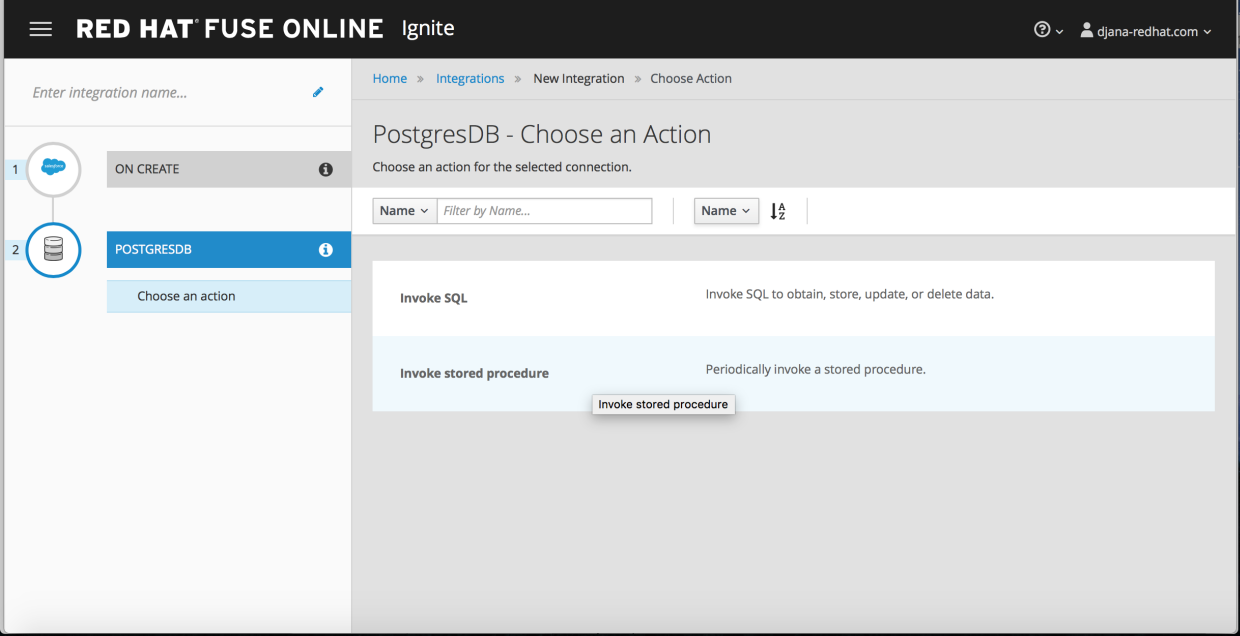 RED HAT® FUSE ONLINE Ignite
djana-redhat.com
Enter integration name...
Home » Integrations » New Integration » Choose Action
PostgresDB - Choose an Action
Choose an action for the selected connection.
1
salesforce
ON CREATE
2
POSTGRESDB
Choose an action
Name
Filter by Name...
Name
A
Z
Invoke SQL
Invoke SQL to obtain, store, update, or delete data.
Invoke stored procedure
Periodically invoke a stored procedure.
Invoke stored procedure